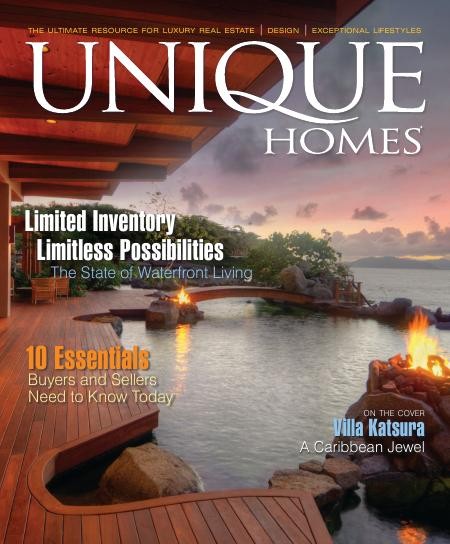 THE ULTIMATE RESOURCE FOR LUXURY REAL ESTATE | DESIGN | EXCEPTIONAL LIFESTYLES
UNIQUE
HOMES
Limited Inventory
Limitless Possibilities
The State of Waterfront Living
10 Essentials
Buyers and Sellers
Need to Know Today
ON THE COVER
Villa Katsura
A Caribbean Jewel